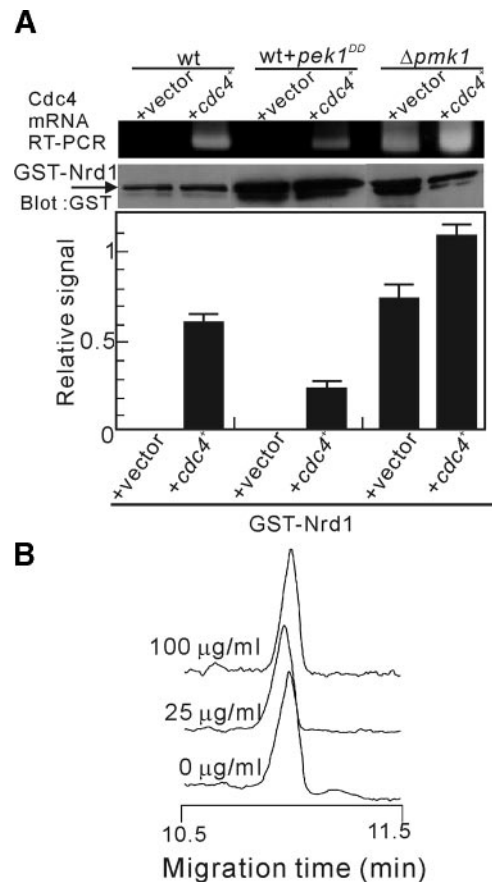 A
wt
wt+pek1^DD
Δpmk1
+vector
+cdc4⁺
+vector
+cdc4⁺
+vector
+cdc4⁺
Cdc4
mRNA
RT-PCR
GST-Nrd1
Blot :GST
Relative signal
1
0.5
0
+vector
+cdc4⁺
+vector
+cdc4⁺
+vector
+cdc4⁺
GST-Nrd1
B
100 μg/ml
25 μg/ml
0 μg/ml
10.5
11.5
Migration time (min)